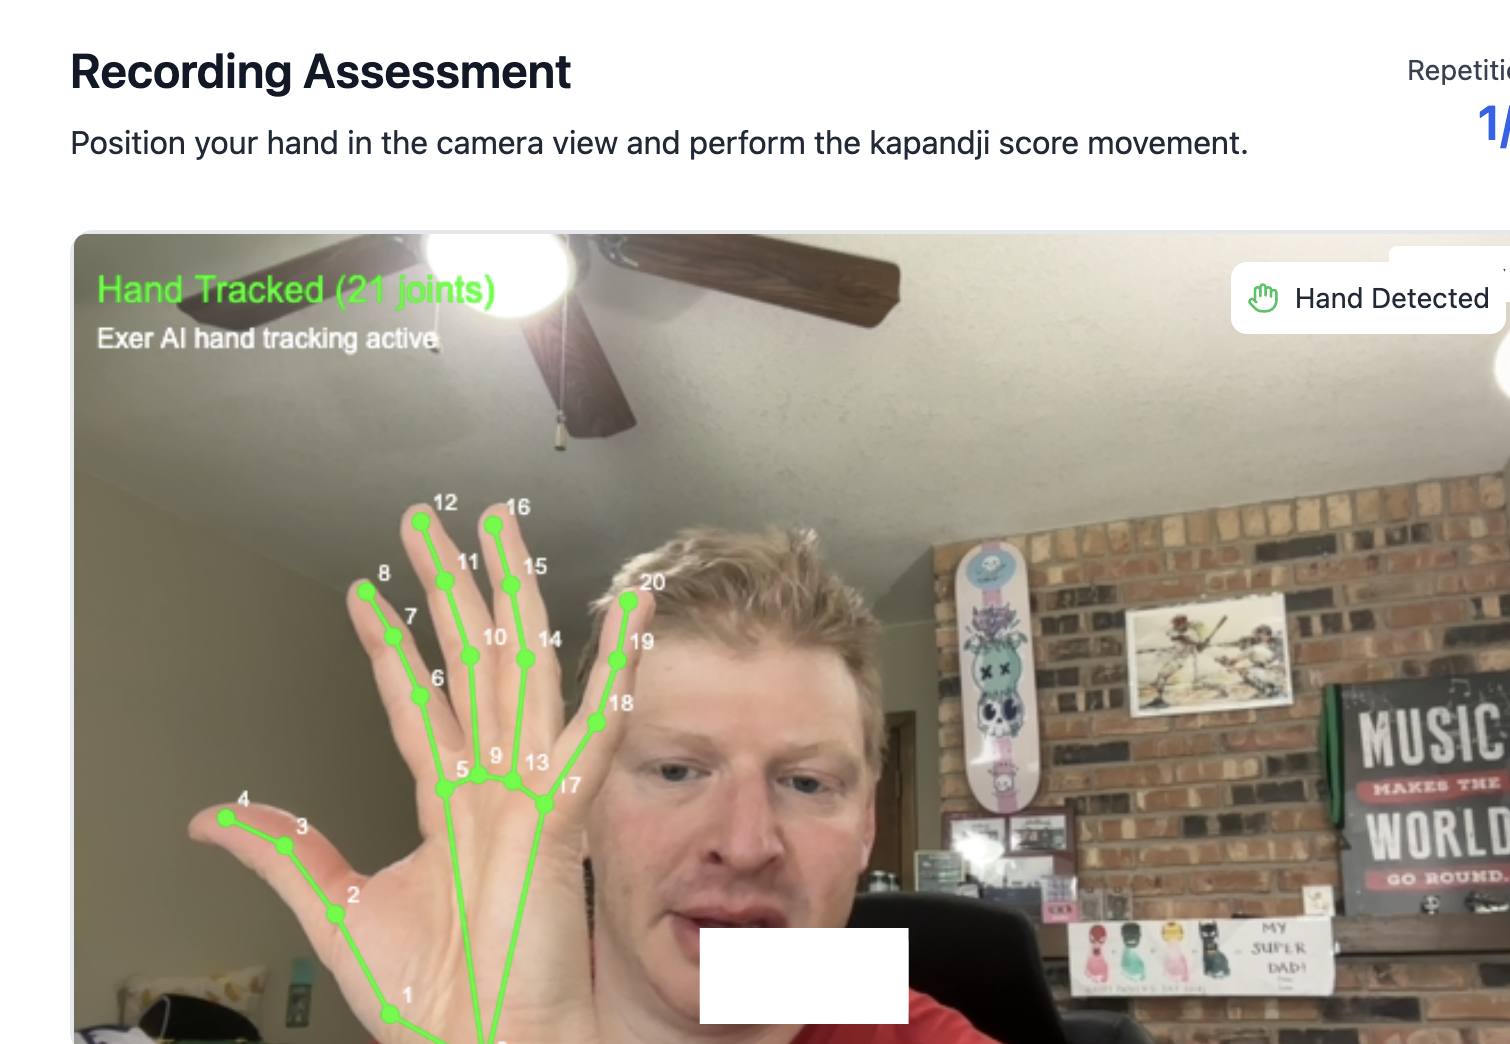 Recording Assessment
Position your hand in the camera view and perform the kapandji score movement.
1/
Hand Tracked (21 joints)
Exer AI hand tracking active
Hand Detected
12
16
8
11
15
20
7
10
14
19
6
18
5
9
13
17
4
3
2
1
MUSIC
MAKES THE
WORLD
GO ROUND.
MY
SUPER
DAD!